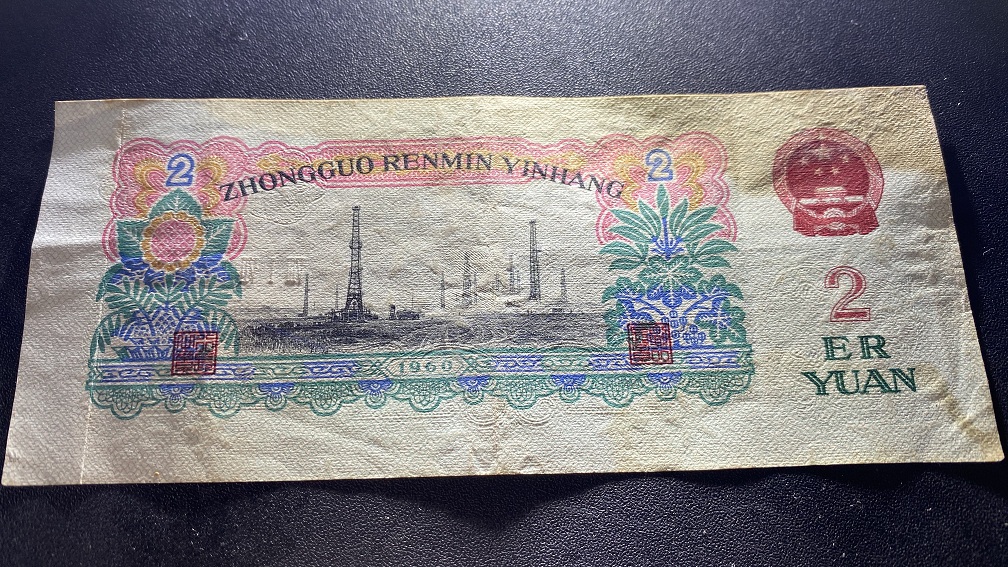 2 2
ZHONGGUO RENMIN YINHANG
1960
2
ER
YUAN